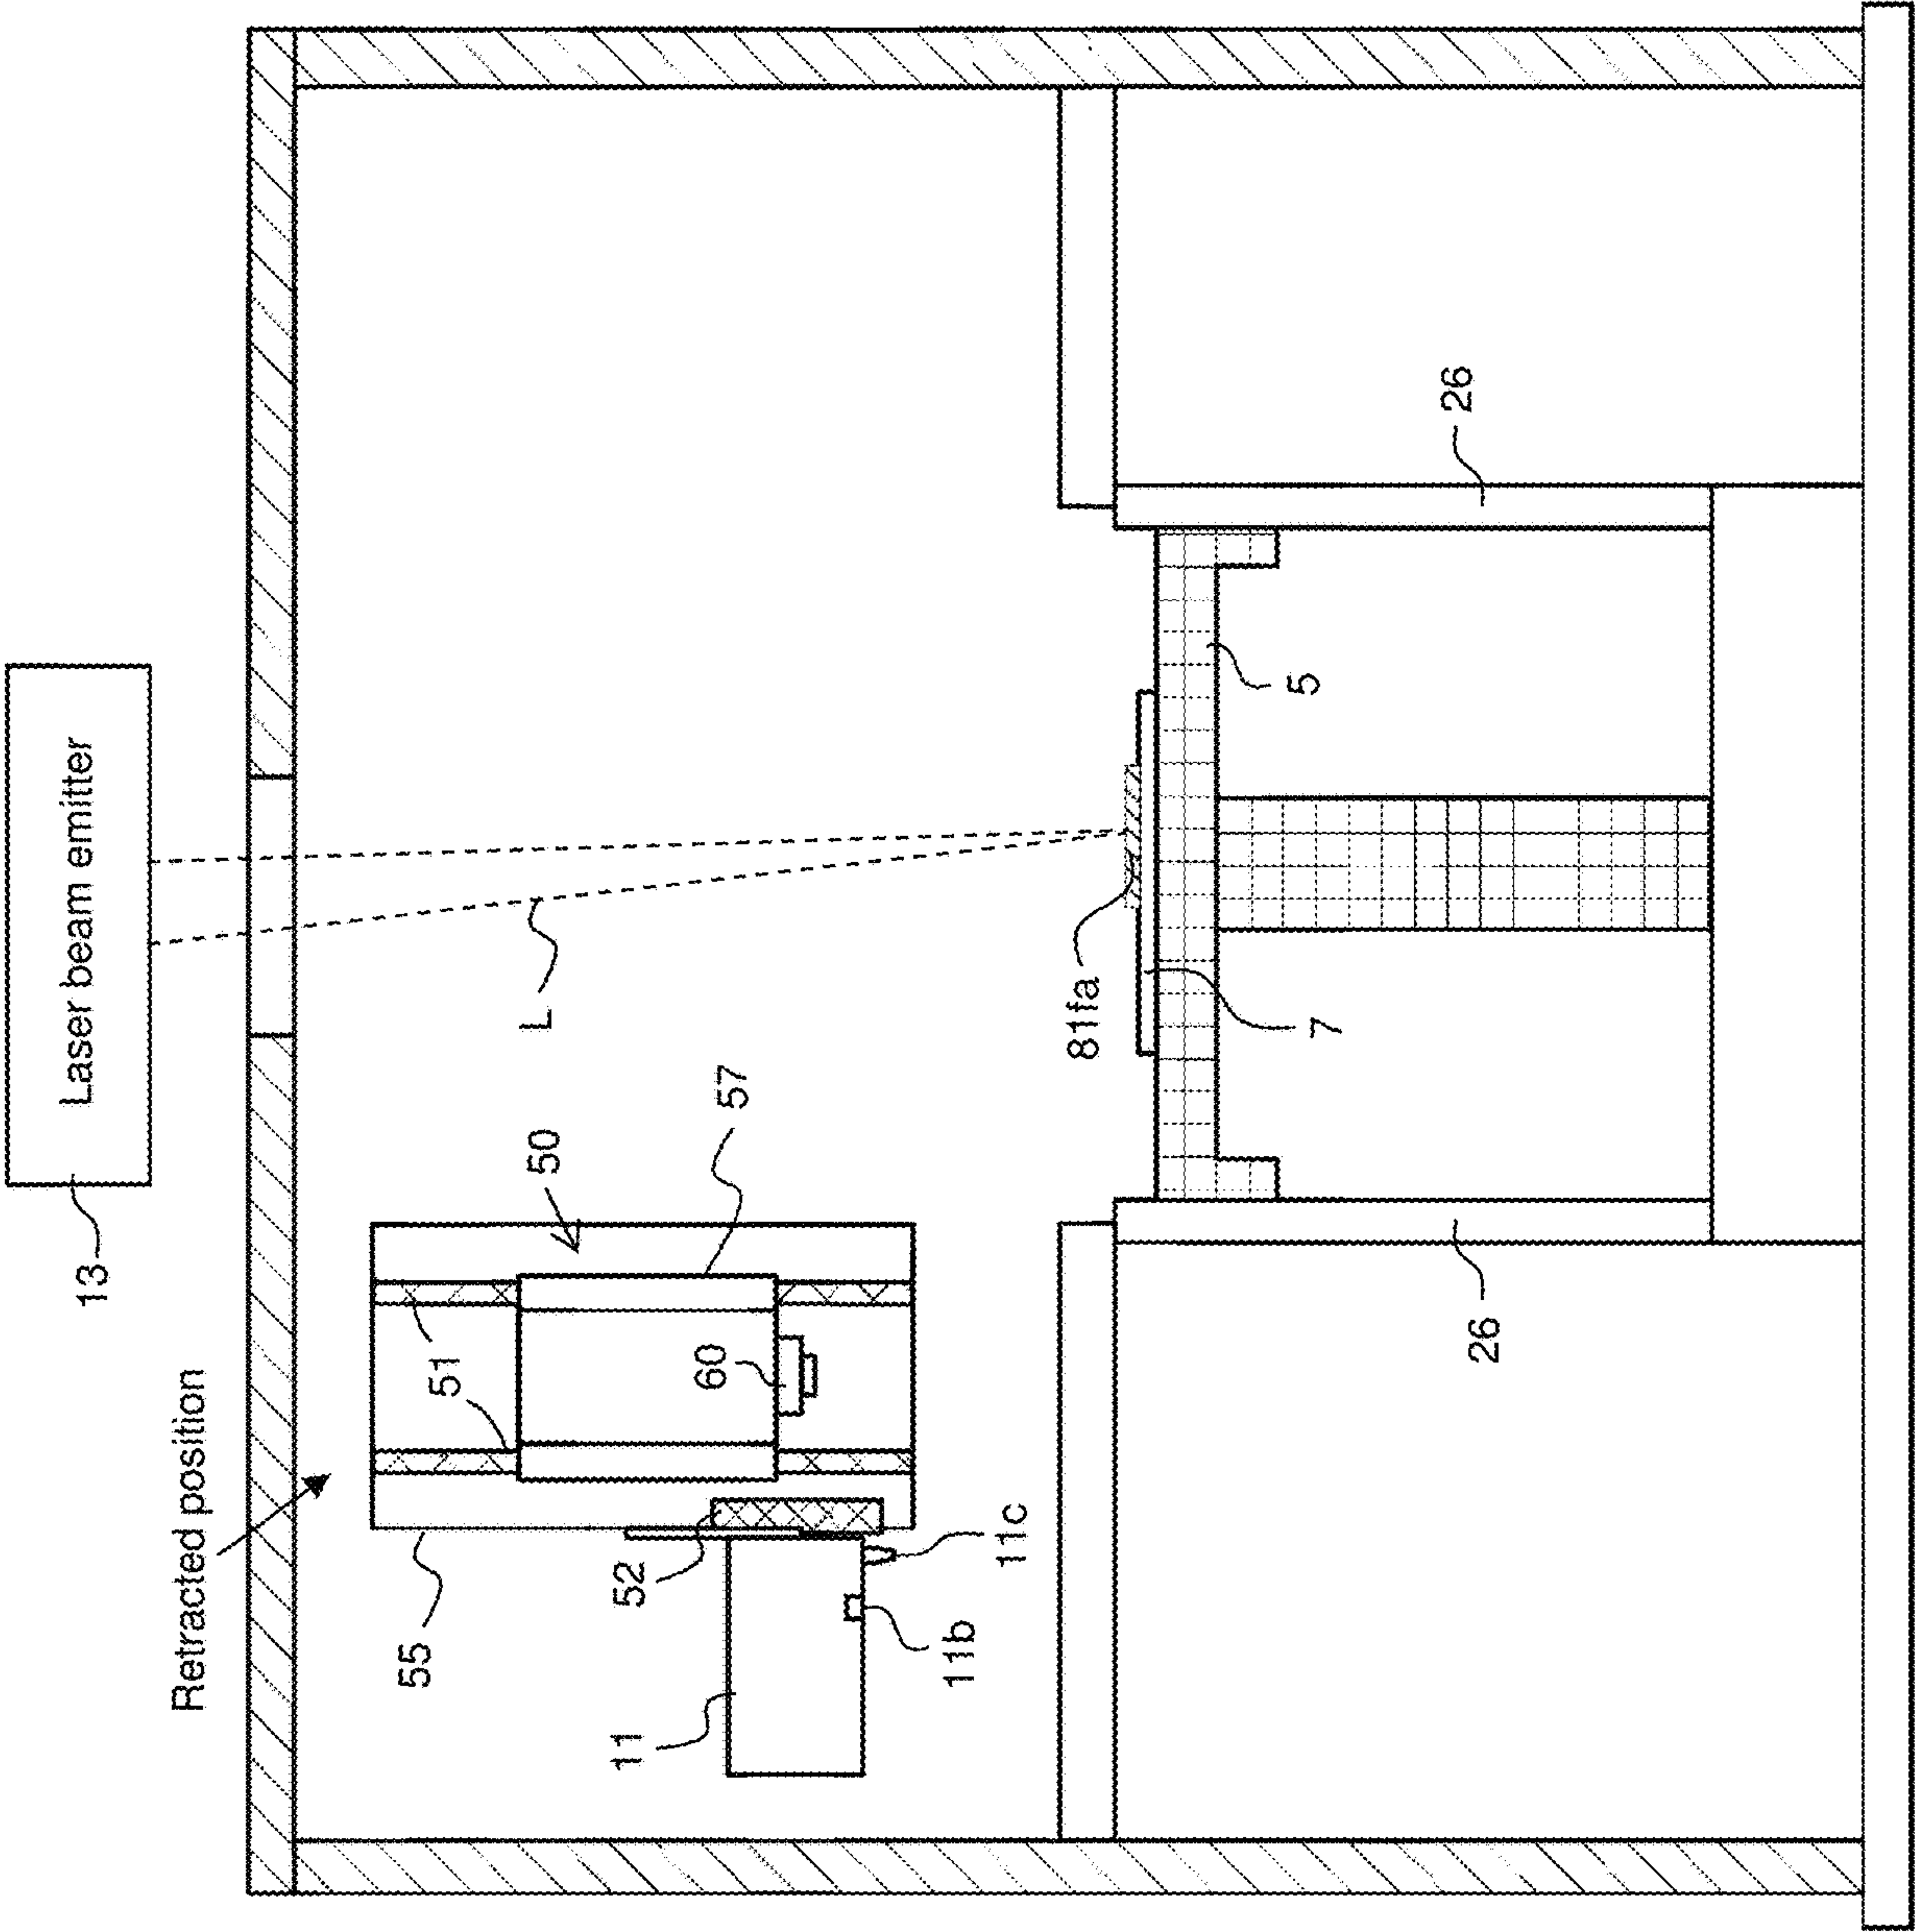 13
Laser beam emitter
Retracted position
55
51
50
L
11
52
60
57
11b
11c
81fa
7
5
26
26